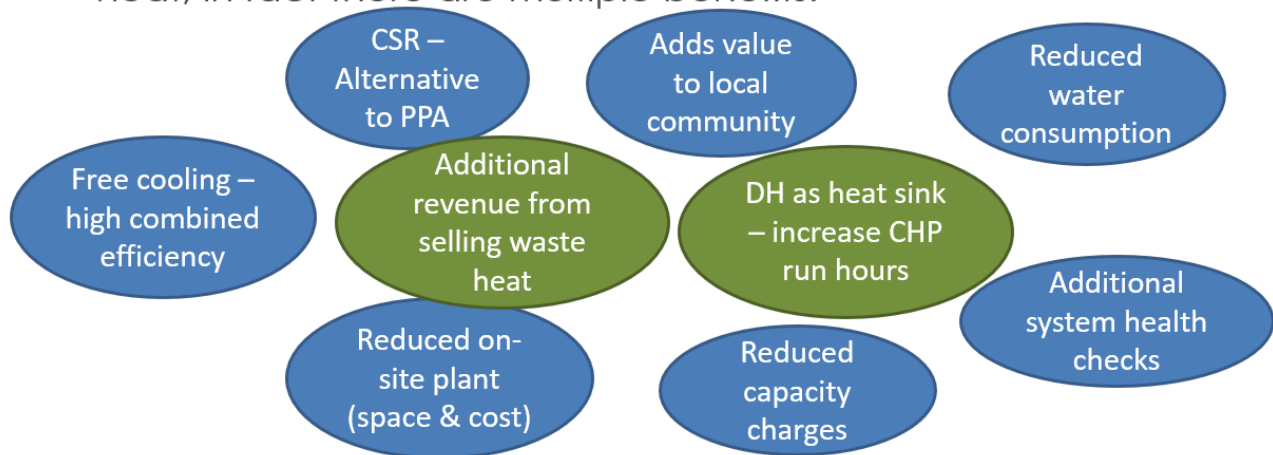 CSR –
Alternative
to PPA
Adds value
to local
community
Reduced
water
consumption
Free cooling –
high combined
efficiency
Additional
revenue from
selling waste
heat
DH as heat sink
– increase CHP
run hours
Additional
system health
checks
Reduced on-
site plant
(space & cost)
Reduced
capacity
charges